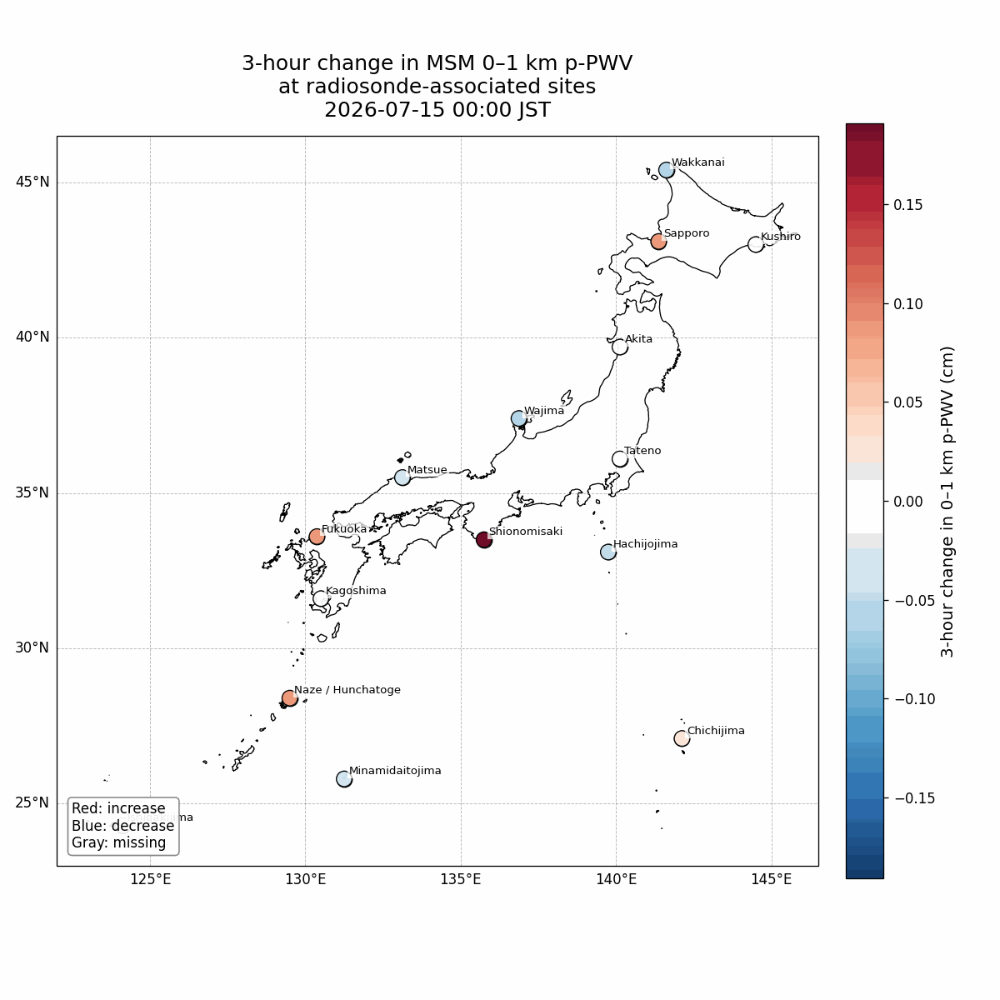 3-hour change in MSM 0–1 km p-PWV
at radiosonde-associated sites
2026-07-15 00:00 JST
45°N
40°N
35°N
30°N
25°N
125°E
130°E
135°E
140°E
145°E
Wakkanai
Sapporo
Kushiro
Akita
Wajima
Tateno
Matsue
Fukuoka
Shionomisaki
Hachijojima
Kagoshima
Naze / Hunchatoge
Chichijima
Minamidaitojima
Red: increase
Blue: decrease
Gray: missing
0.15
0.10
0.05
0.00
−0.05
−0.10
−0.15
3-hour change in 0–1 km p-PWV (cm)